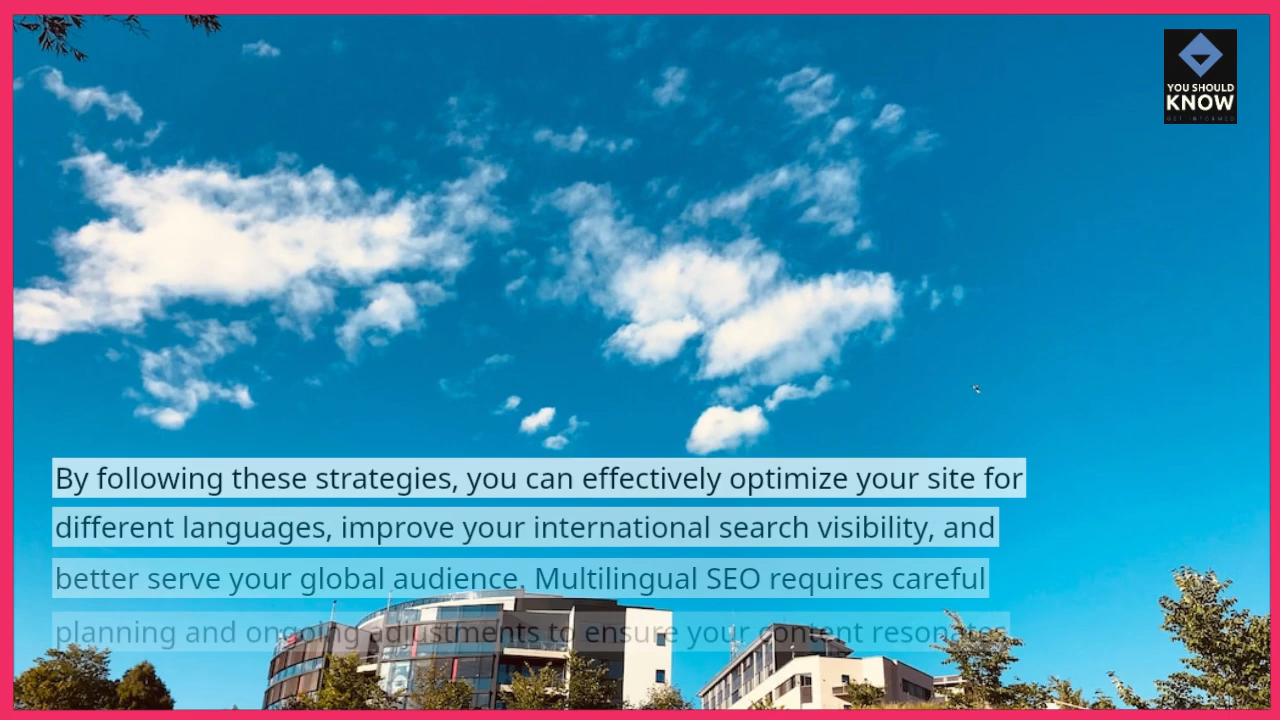 YOU SHOULD
KNOW
GET INFORMED
By following these strategies, you can effectively optimize your site for
different languages, improve your international search visibility, and
better serve your global audience. Multilingual SEO requires careful
planning and ongoing adjustments to ensure your content resonates